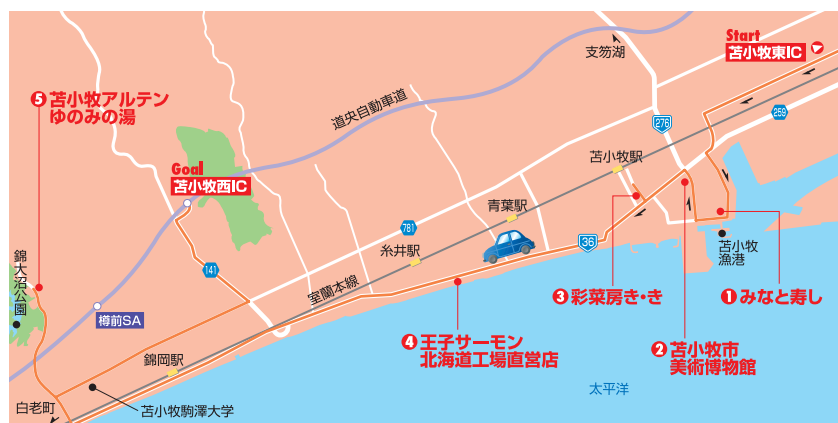 Start
苫小牧東IC
支笏湖
❺苫小牧アルテン
ゆのみの湯
道央自動車道
276
259
苫小牧駅
Goal
苫小牧西IC
青葉駅
781
36
糸井駅
苫小牧
漁港
141
室蘭本線
錦大沼公園
❸彩菜房き・き
❶みなと寿し
樽前SA
❹王子サーモン
北海道工場直営店
❷苫小牧市
美術博物館
錦岡駅
太平洋
白老町
苫小牧駒澤大学